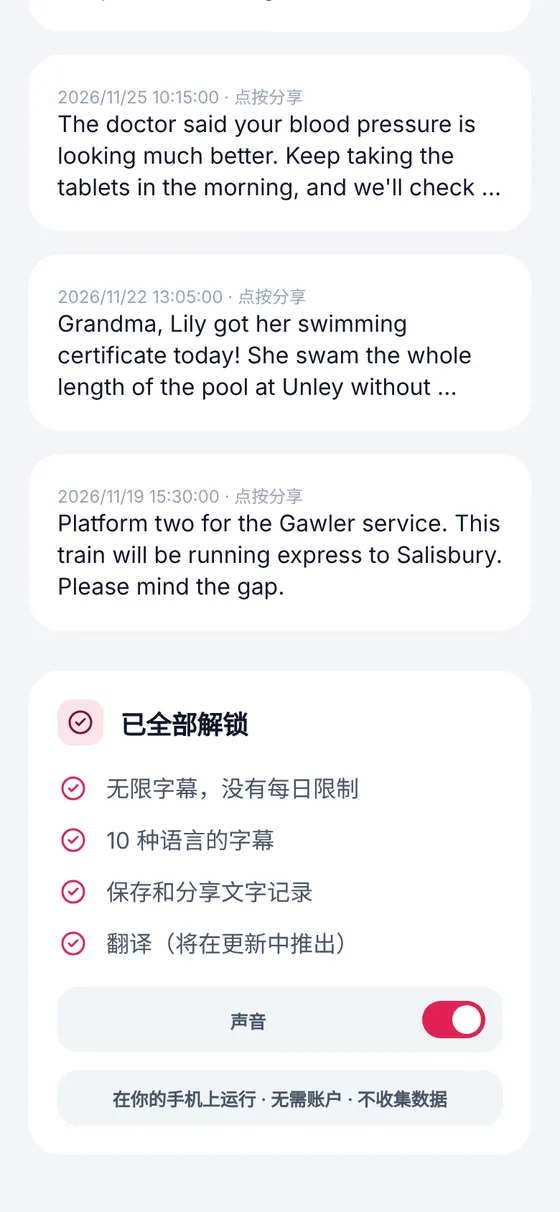 2026/11/25 10:15:00 · 点按分享
The doctor said your blood pressure is
looking much better. Keep taking the
tablets in the morning, and we'll check ...
2026/11/22 13:05:00 · 点按分享
Grandma, Lily got her swimming
certificate today! She swam the whole
length of the pool at Unley without ...
2026/11/19 15:30:00 · 点按分享
Platform two for the Gawler service. This
train will be running express to Salisbury.
Please mind the gap.
已全部解锁
无限字幕，没有每日限制
10 种语言的字幕
保存和分享文字记录
翻译（将在更新中推出）
声音
在你的手机上运行 · 无需账户 · 不收集数据